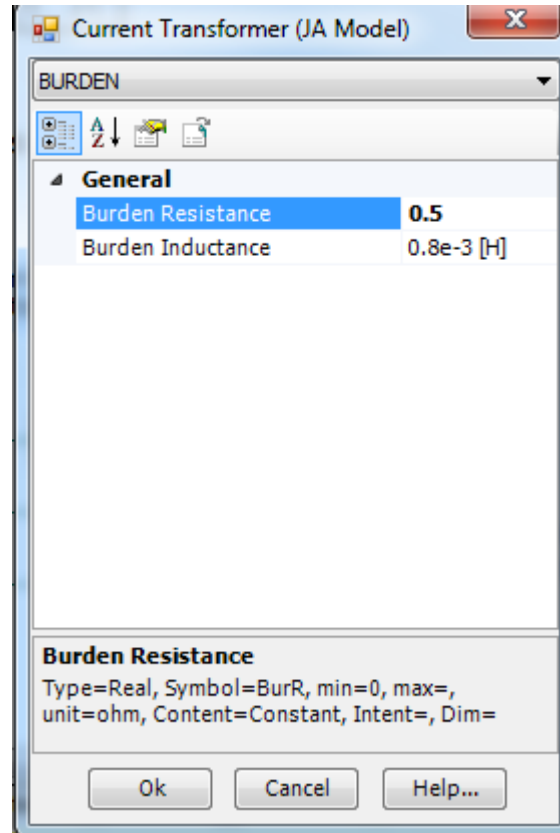 Current Transformer (JA Model)
BURDEN
A
Z
General
Burden Resistance 0.5
Burden Inductance 0.8e-3 [H]
Burden Resistance
Type=Real, Symbol=BurR, min=0, max=,
unit=ohm, Content=Constant, Intent=, Dim=
Ok Cancel Help...